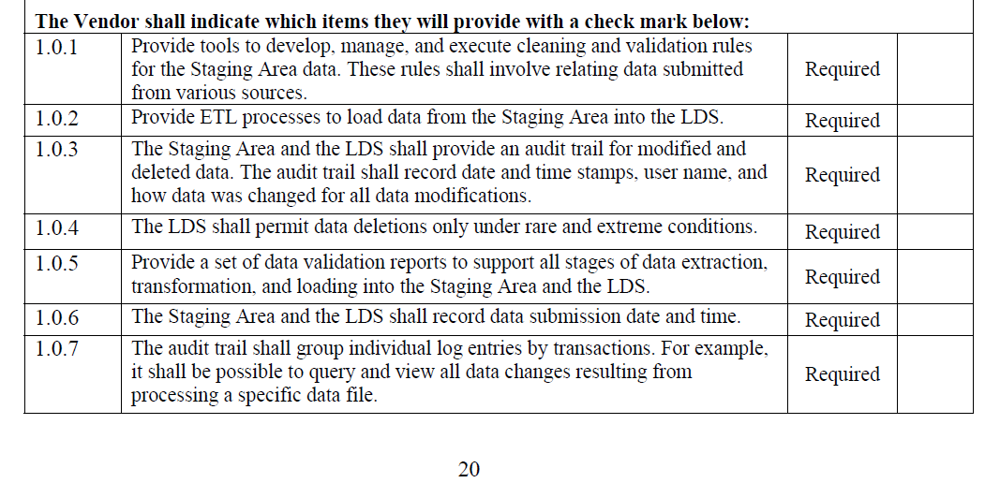 The Vendor shall indicate which items they will provide with a check mark below:
1.0.1 Provide tools to develop, manage, and execute cleaning and validation rules
for the Staging Area data. These rules shall involve relating data submitted Required
from various sources.
1.0.2 Provide ETL processes to load data from the Staging Area into the LDS. Required
1.0.3 The Staging Area and the LDS shall provide an audit trail for modified and
deleted data. The audit trail shall record date and time stamps, user name, and Required
how data was changed for all data modifications.
1.0.4 The LDS shall permit data deletions only under rare and extreme conditions. Required
1.0.5 Provide a set of data validation reports to support all stages of data extraction,
transformation, and loading into the Staging Area and the LDS. Required
1.0.6 The Staging Area and the LDS shall record data submission date and time. Required
1.0.7 The audit trail shall group individual log entries by transactions. For example,
it shall be possible to query and view all data changes resulting from Required
processing a specific data file.
20